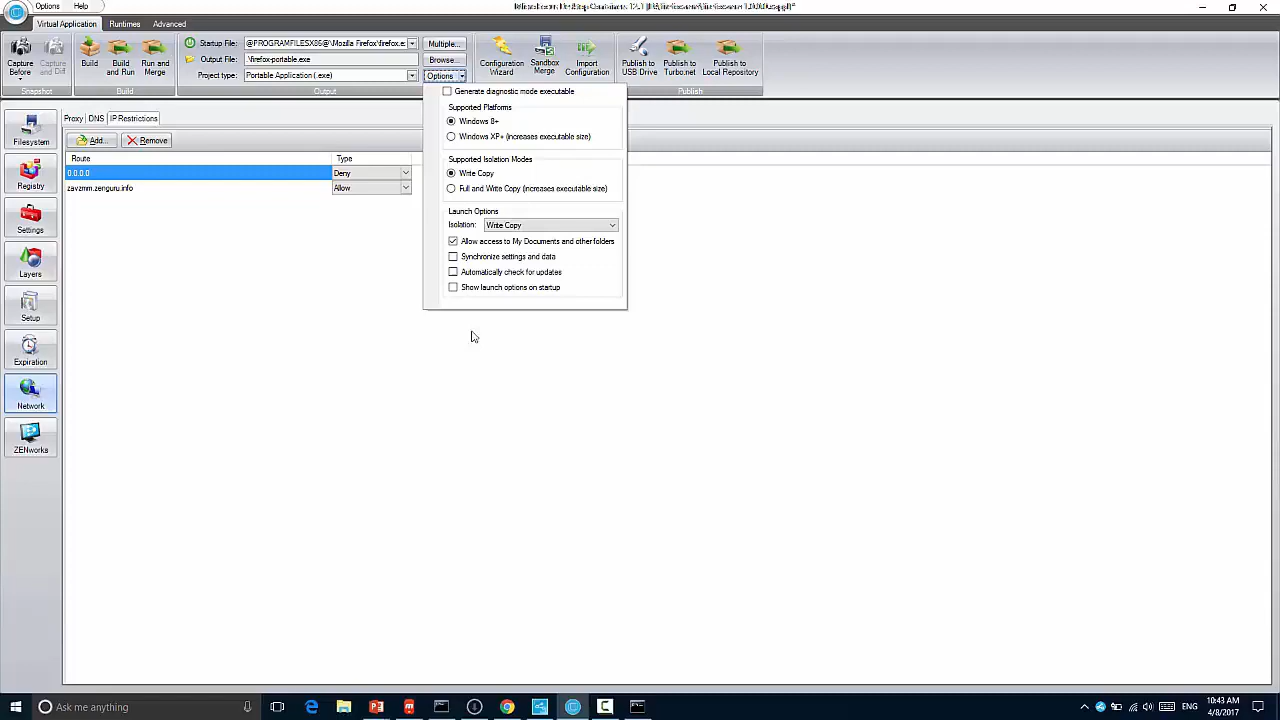 Options Help
Virtual Application Runtimes Advanced
Capture Before
Capture and Diff
Snapshot
Build
Build and Run
Run and Merge
Build
Startup File: @PROGRAMFILESX86@\Mozilla Firefox\firefox.e
Output File: .\firefox-portable.exe
Project type: Portable Application (.exe)
Output
Multiple...
Browse...
Options
Configuration Wizard
Sandbox Merge
Import Configuration
Publish to USB Drive
Publish to Turbo.net
Publish to Local Repository
Publish
Generate diagnostic mode executable
Supported Platforms
Windows 8+
Windows XP+ (increases executable size)
Supported Isolation Modes
Write Copy
Full and Write Copy (increases executable size)
Launch Options
Isolation: Write Copy
Allow access to My Documents and other folders
Synchronize settings and data
Automatically check for updates
Show launch options on startup
Filesystem
Registry
Settings
Layers
Setup
Expiration
Network
ZENworks
Proxy DNS IP Restrictions
Add... Remove
Route Type
0.0.0.0 Deny
zavzmm.zenguru.info Allow
Ask me anything
ENG
10:43 AM
4/8/2017